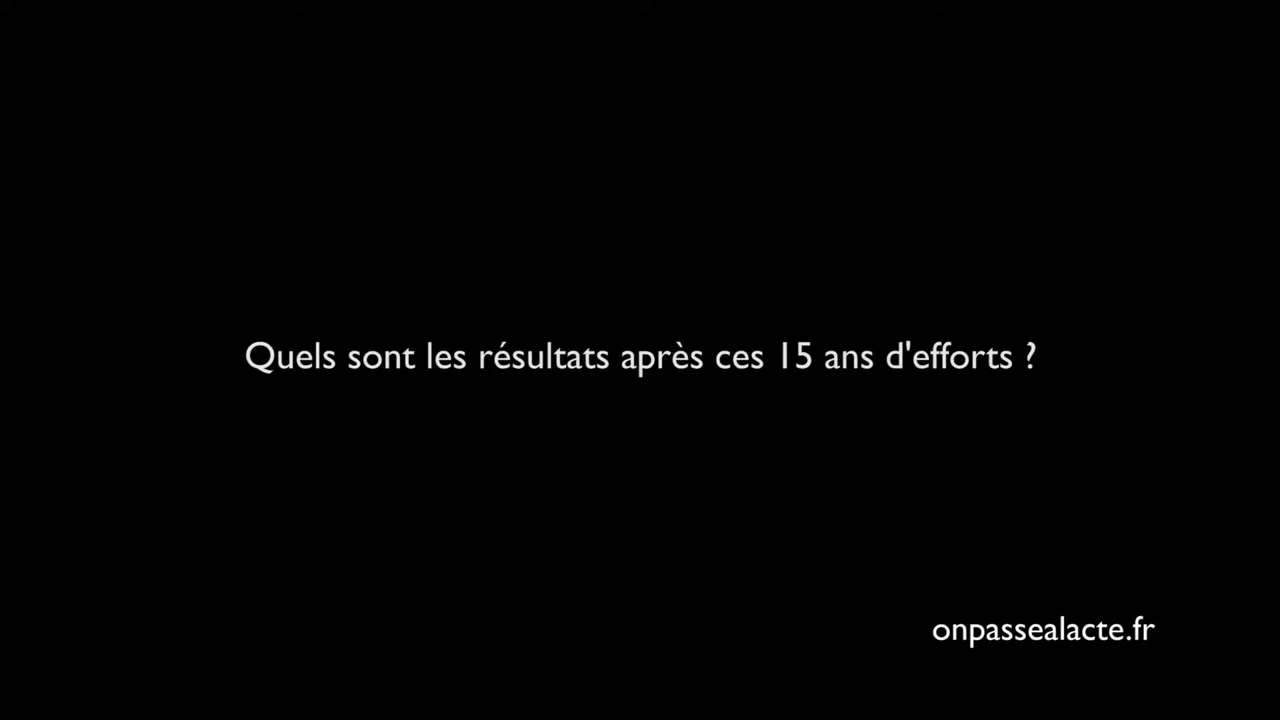 Quels sont les résultats après ces 15 ans d'efforts ?
onpassealacte.fr